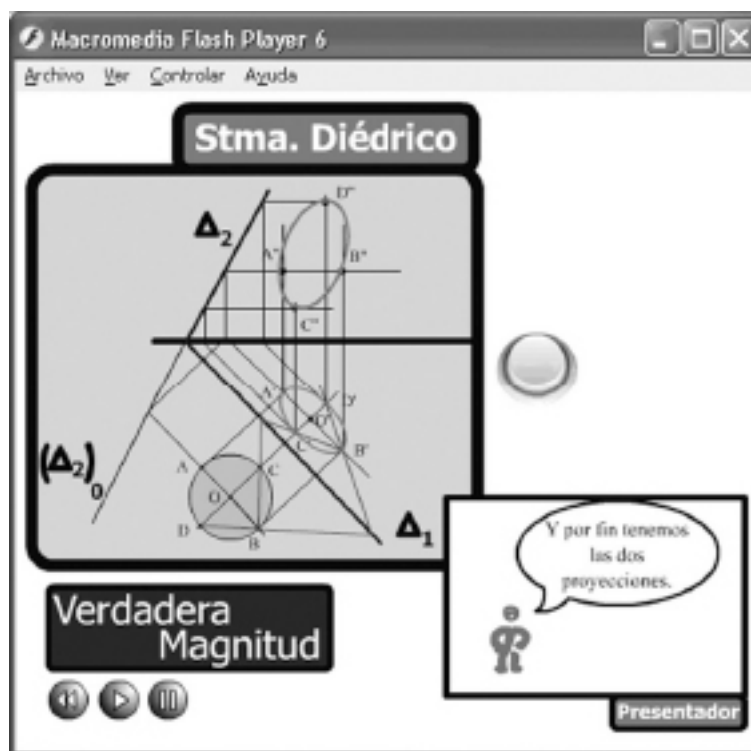 Macromedia Flash Player 6
Archivo Ver Controlar Ayuda
Stma. Diédrico
Δ2
D"
A"
B"
C"
A'
D'
O'
C'
B'
(Δ2)0
A
C
O
D
B
Δ1
Y por fin tenemos
las dos
proyecciones.
Verdadera
Magnitud
Presentador